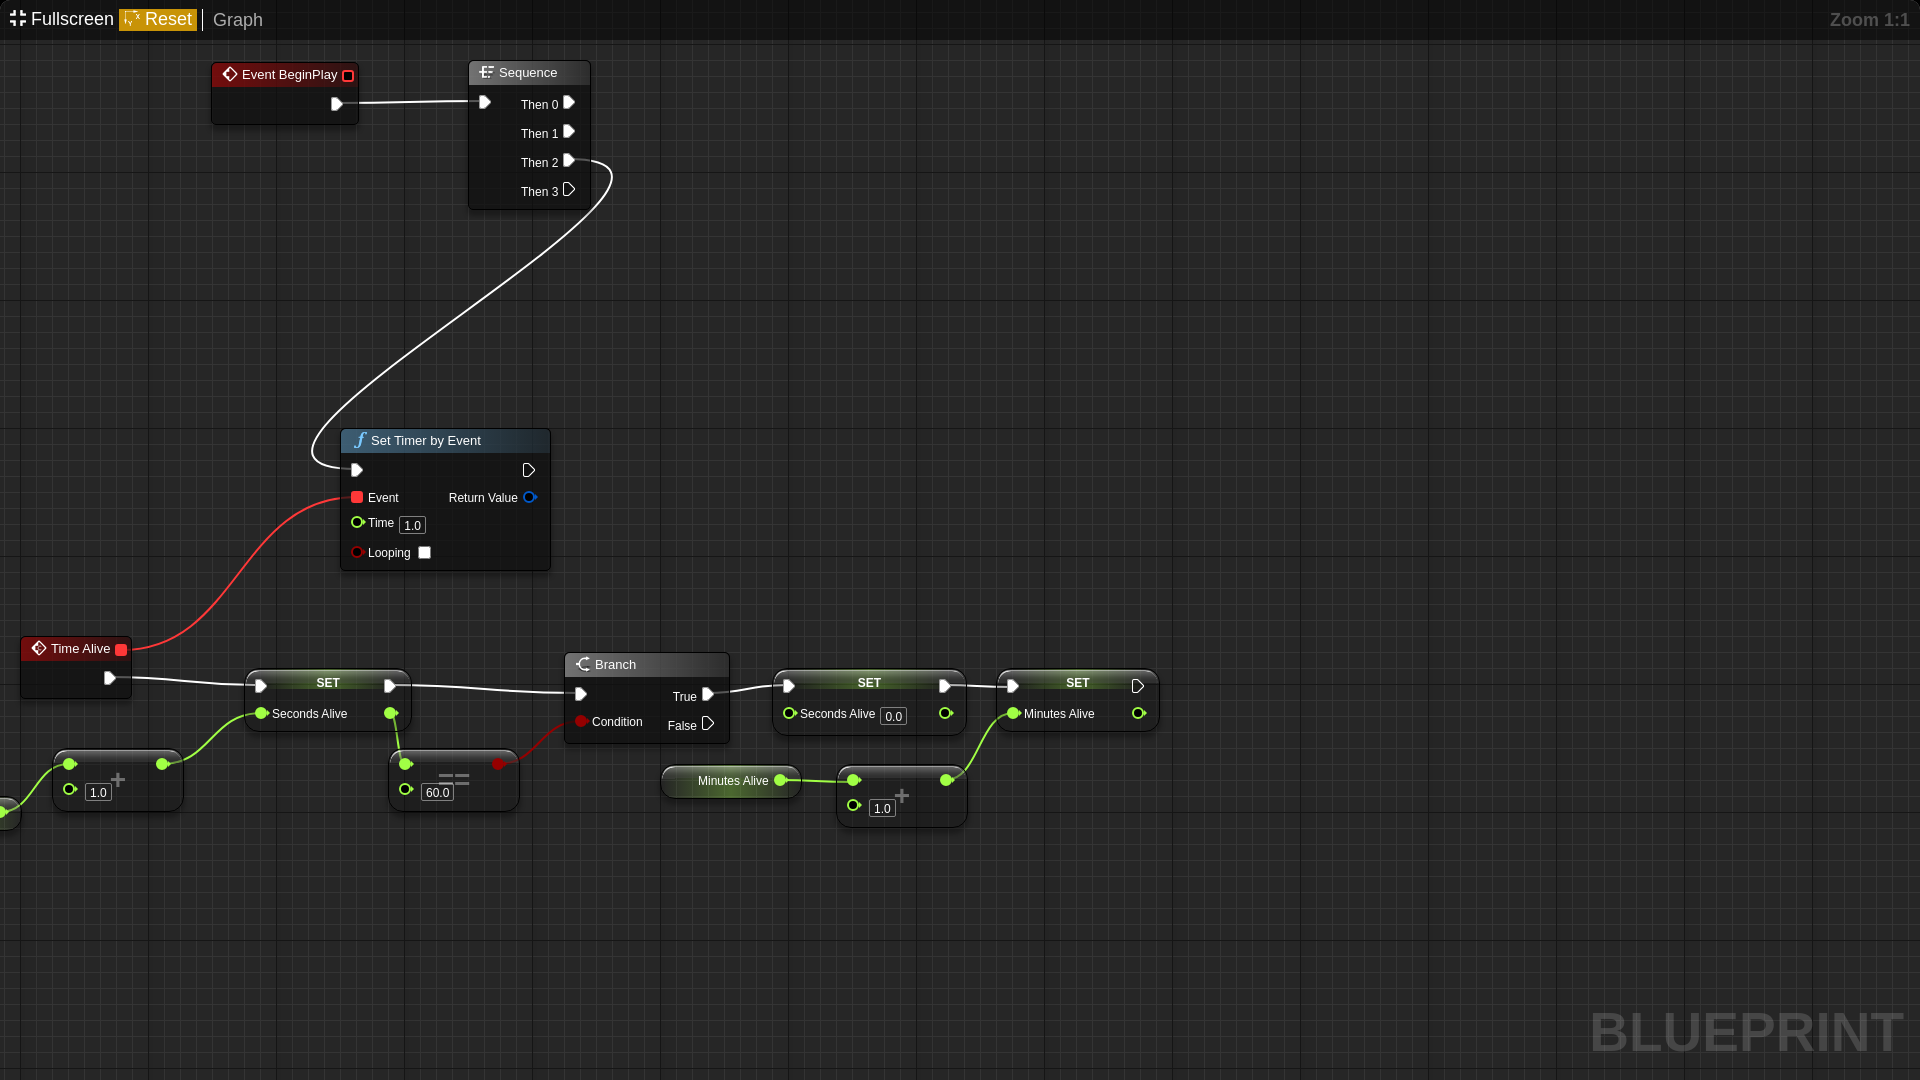 Fullscreen Reset Graph Zoom 1:1
Event BeginPlay
Sequence
Then 0
Then 1
Then 2
Then 3
Set Timer by Event
Event Return Value
Time 1.0
Looping
Time Alive
SET
Seconds Alive
+
1.0
==
60.0
Branch
True
Condition
False
SET
Seconds Alive 0.0
SET
Minutes Alive
Minutes Alive
+
1.0
BLUEPRINT